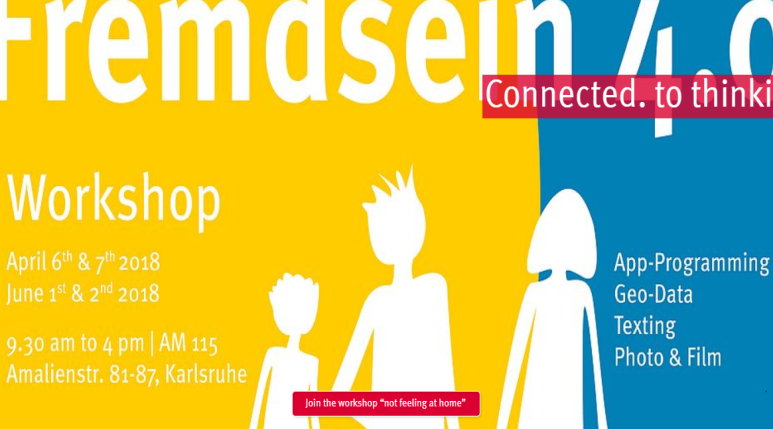 Fremdsein 4.0
Connected. to thinki
Workshop
April 6th & 7th 2018
June 1st & 2nd 2018
9.30 am to 4 pm | AM 115
Amalienstr. 81-87, Karlsruhe
App-Programming
Geo-Data
Texting
Photo & Film
Join the workshop “not feeling at home”